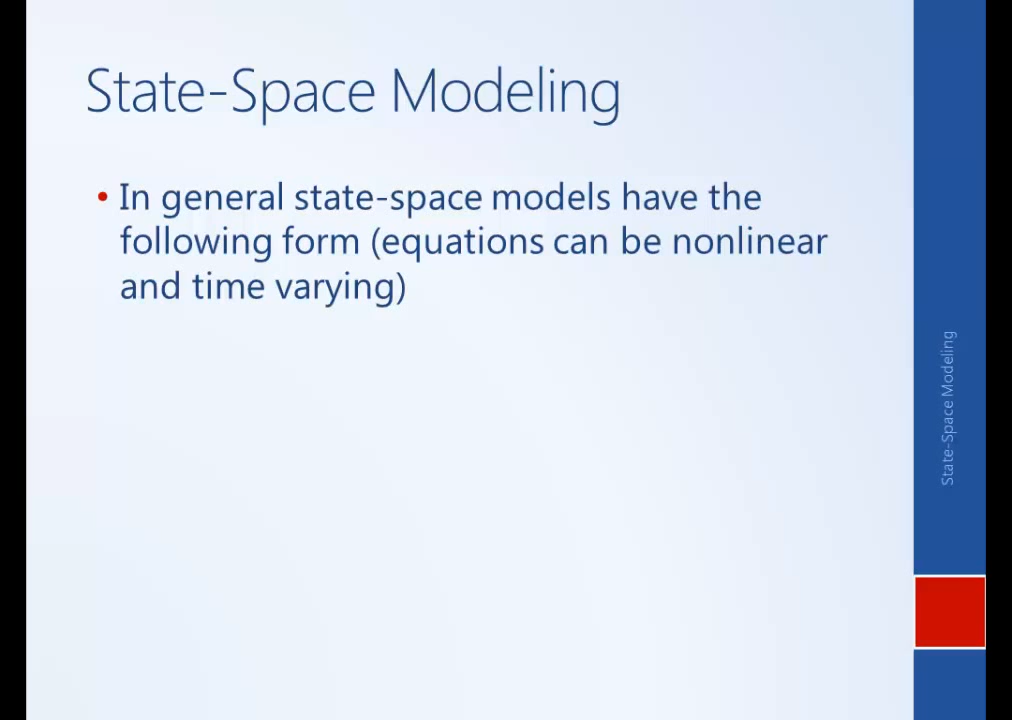 State-Space Modeling
• In general state-space models have the
following form (equations can be nonlinear
and time varying)
State-Space Modeling